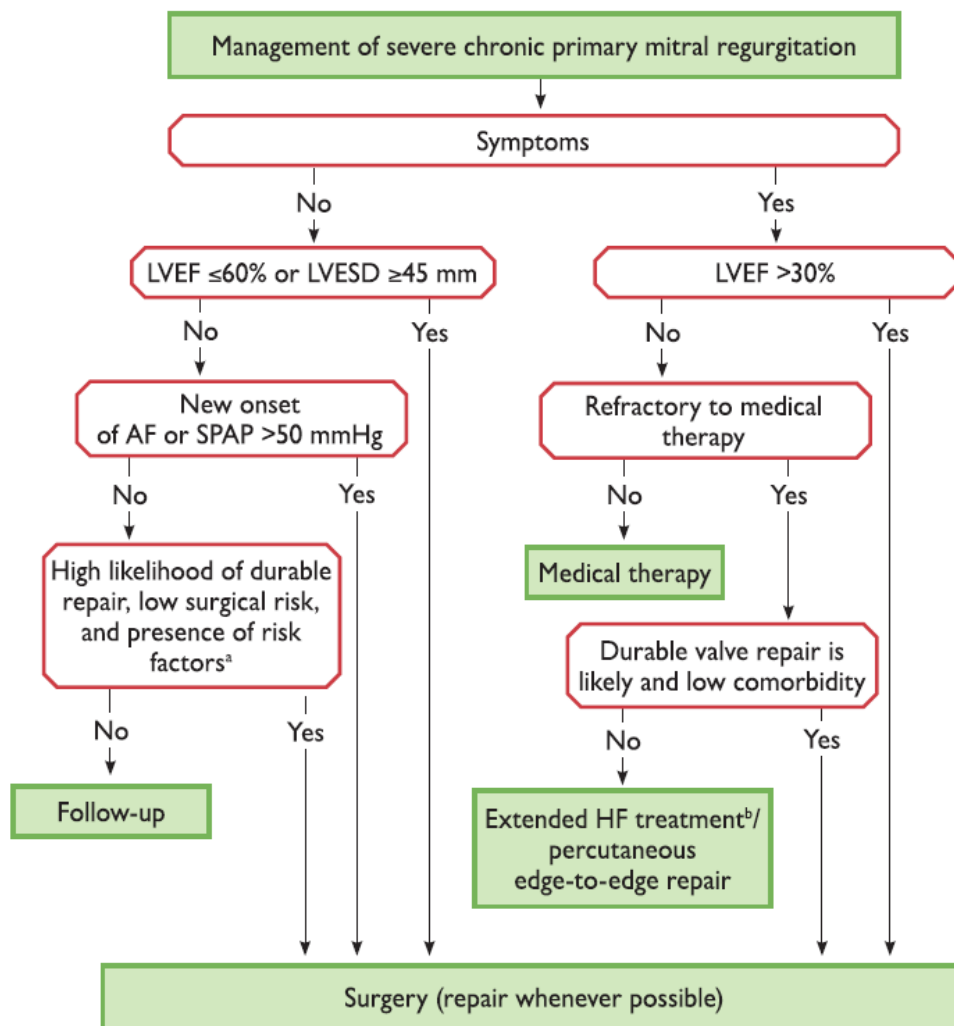 Management of severe chronic primary mitral regurgitation
Symptoms
No
Yes
LVEF ≤60% or LVESD ≥45 mm
LVEF >30%
No
Yes
No
Yes
New onset
of AF or SPAP >50 mmHg
Refractory to medical
therapy
No
Yes
No
Yes
High likelihood of durable
repair, low surgical risk,
and presence of risk
factorsᵃ
Medical therapy
Durable valve repair is
likely and low comorbidity
No
Yes
No
Yes
Follow-up
Extended HF treatmentᵇ/
percutaneous
edge-to-edge repair
Surgery (repair whenever possible)